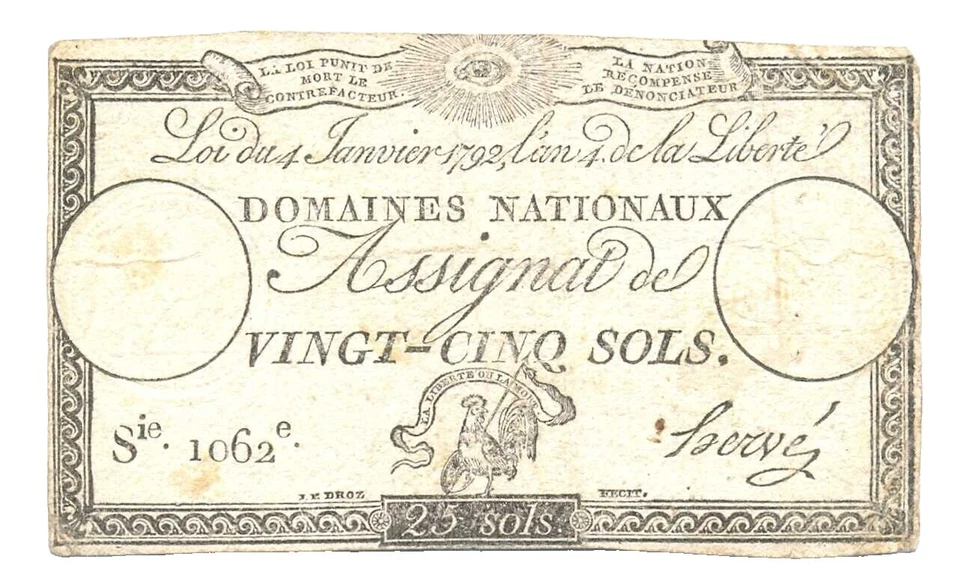 LA LOI PUNIT DE
MORT LE
CONTREFACTEUR.
LA NATION
RÉCOMPENSE
LE DÉNONCIATEUR
Loi du 4 Janvier 1792, l'an 4. de la Liberté
DOMAINES NATIONAUX
Assignat de
VINGT-CINQ SOLS.
LA LIBERTÉ OU LA MORT
Sie. 1062e.
hervé
J.P. DROZ
FECIT.
25 sols